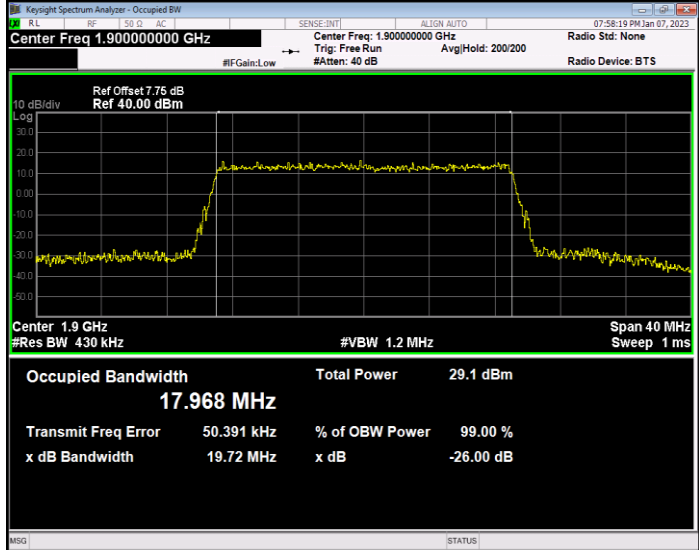 Keysight Spectrum Analyzer - Occupied BW
RL RF 50 Ω AC SENSE:INT ALIGN AUTO 07:58:19 PM Jan 07, 2023
Center Freq 1.900000000 GHz Center Freq: 1.900000000 GHz Radio Std: None
Trig: Free Run Avg|Hold: 200/200
#IFGain:Low #Atten: 40 dB Radio Device: BTS
Ref Offset 7.75 dB
10 dB/div Ref 40.00 dBm
Log
30.0
20.0
10.0
0.00
-10.0
-20.0
-30.0
-40.0
-50.0
Center 1.9 GHz Span 40 MHz
#Res BW 430 kHz #VBW 1.2 MHz Sweep 1 ms
Occupied Bandwidth Total Power 29.1 dBm
17.968 MHz
Transmit Freq Error 50.391 kHz % of OBW Power 99.00 %
x dB Bandwidth 19.72 MHz x dB -26.00 dB
MSG STATUS